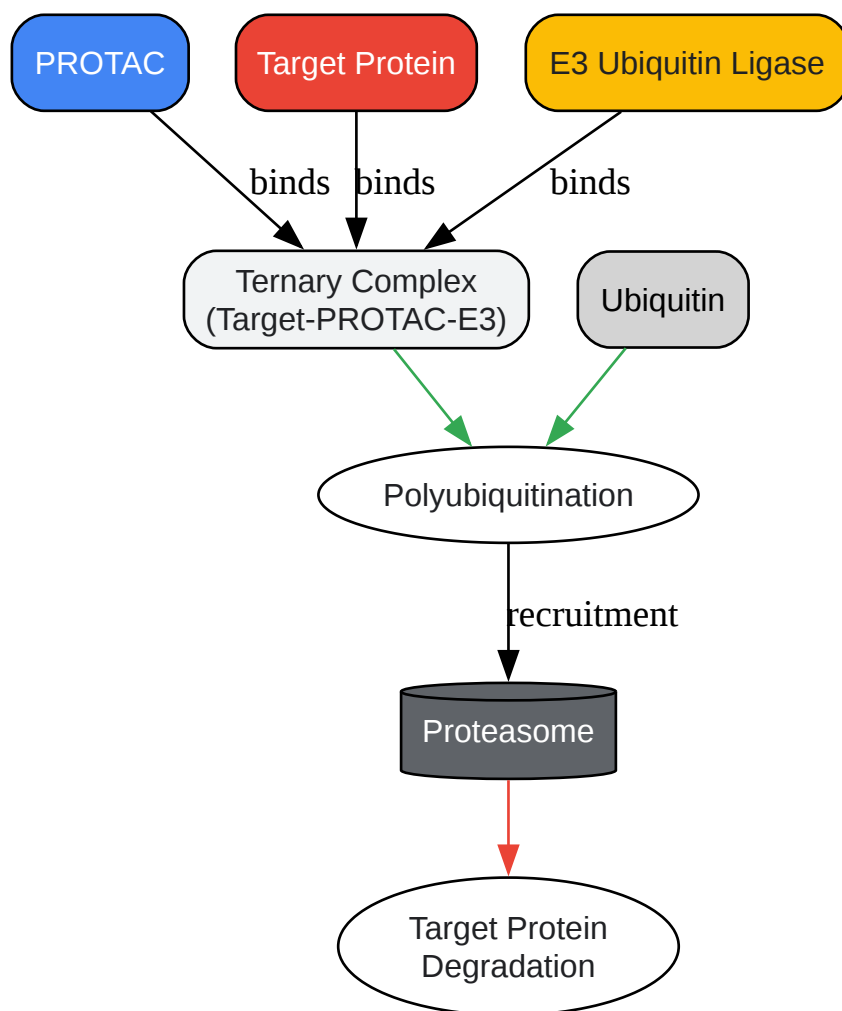 PROTAC
Target Protein
E3 Ubiquitin Ligase
binds
binds
binds
Ternary Complex
(Target-PROTAC-E3)
Ubiquitin
Polyubiquitination
recruitment
Proteasome
Target Protein
Degradation